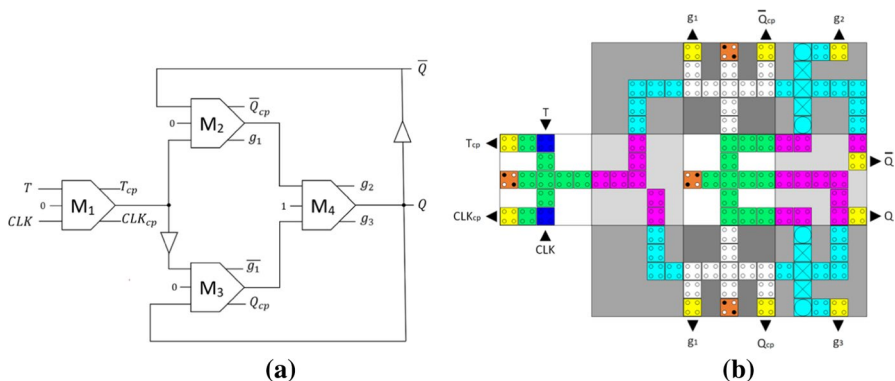 Q̅
Q̅cp
0
M₂
g₁
T
Tcp
g₂
0
M₁
1
M₄
Q
CLK
CLKcp
g₃
g̅₁
0
M₃
Qcp
(a)
g₁
Q̅cp
g₂
T
Tcp
Q̅
CLKcp
Q
CLK
g₁
Qcp
g₃
(b)